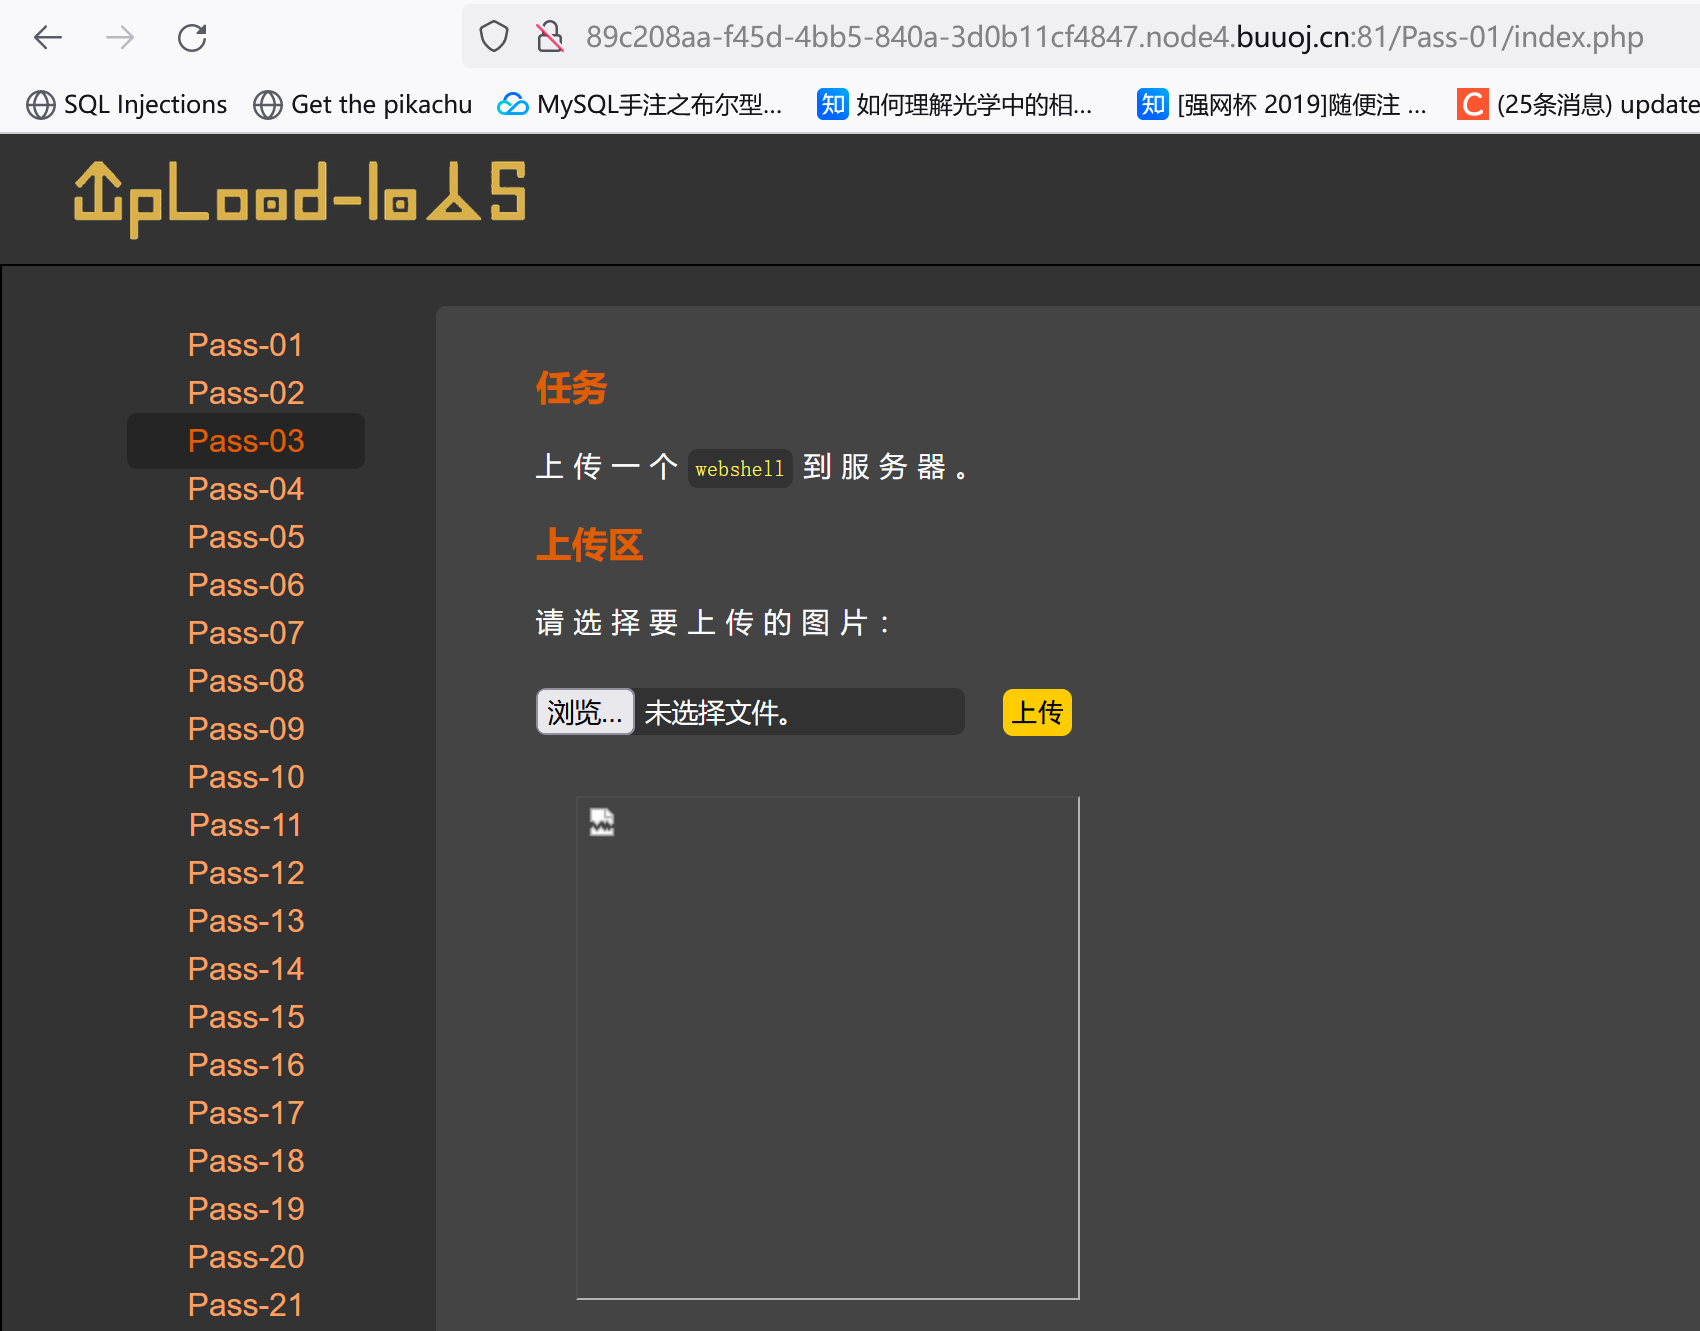 89c208aa-f45d-4bb5-840a-3d0b11cf4847.node4.buuoj.cn:81/Pass-01/index.php
SQL Injections Get the pikachu MySQL手注之布尔型... 知 如何理解光学中的相... 知 [强网杯 2019]随便注 ... C (25条消息) update
UpLoad-labS
Pass-01
Pass-02
Pass-03
Pass-04
Pass-05
Pass-06
Pass-07
Pass-08
Pass-09
Pass-10
Pass-11
Pass-12
Pass-13
Pass-14
Pass-15
Pass-16
Pass-17
Pass-18
Pass-19
Pass-20
Pass-21
任务
上传一个 webshell 到服务器。
上传区
请选择要上传的图片：
浏览... 未选择文件。 上传